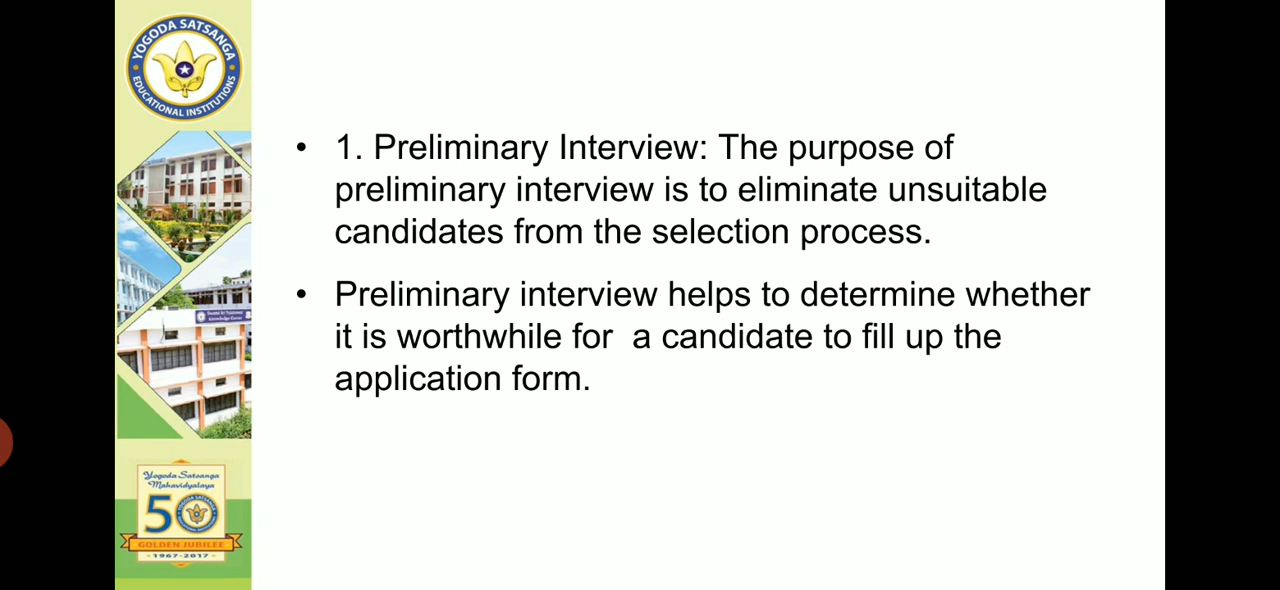 YOGODA SATSANGA
EDUCATIONAL INSTITUTIONS
• 1. Preliminary Interview: The purpose of
preliminary interview is to eliminate unsuitable
candidates from the selection process.
• Preliminary interview helps to determine whether
it is worthwhile for  a candidate to fill up the
application form.
Yogoda Satsanga
Mahavidyalaya
50
GOLDEN JUBILEE
1967-2017